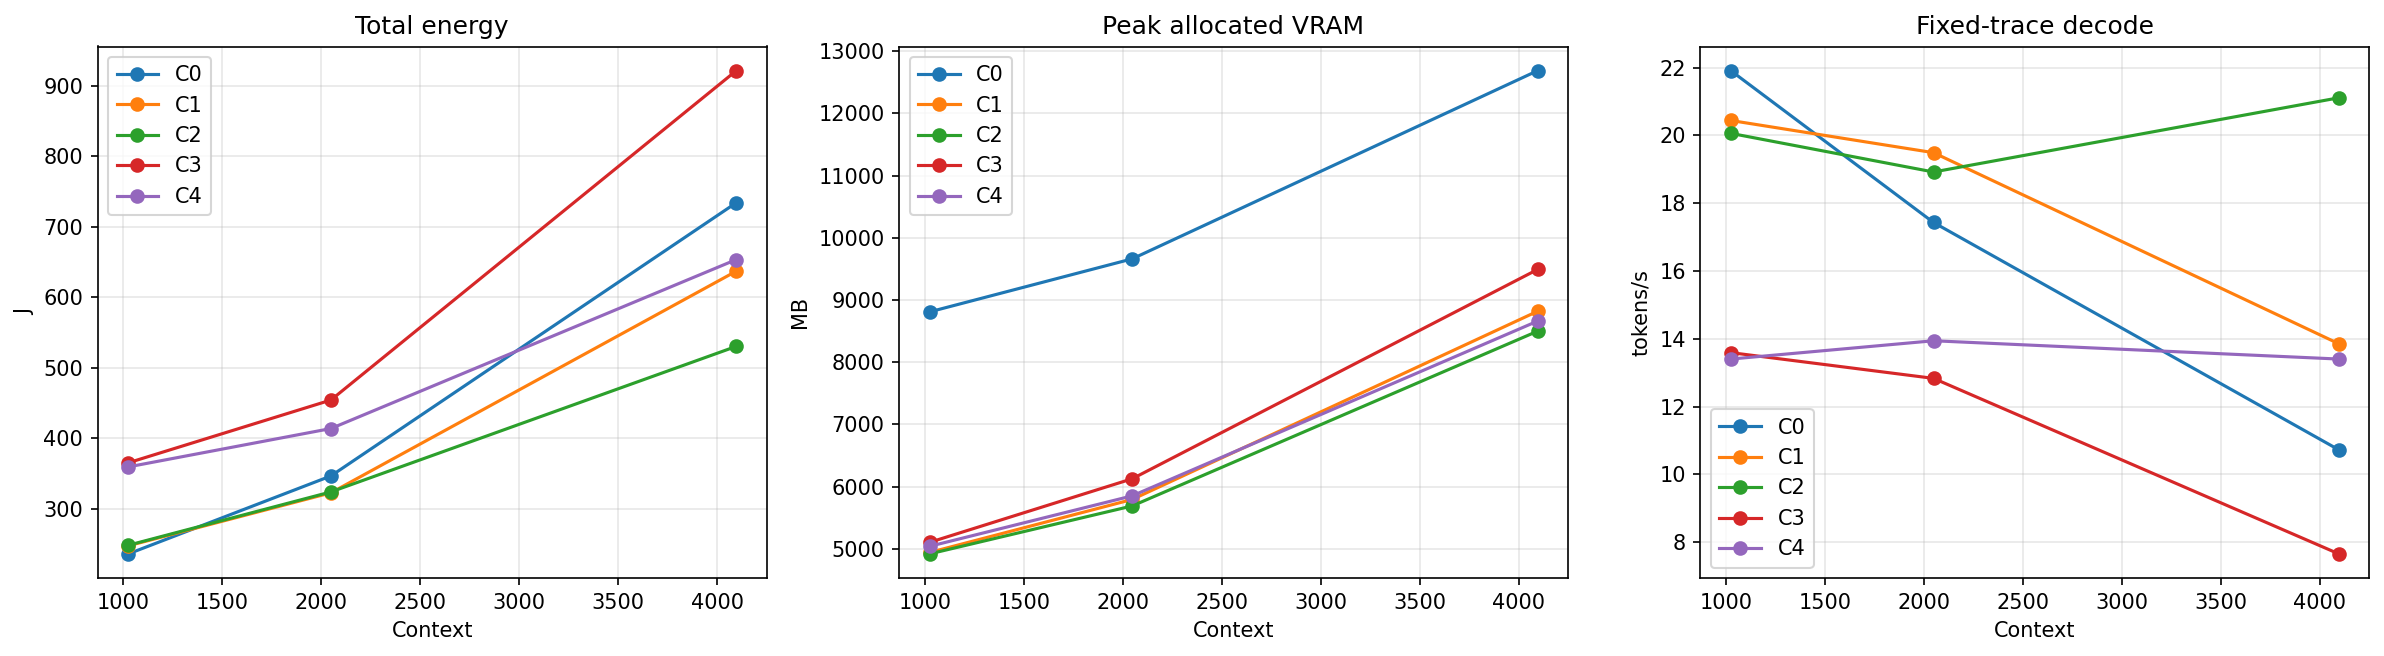 Total energy
J
900
800
700
600
500
400
300
1000 1500 2000 2500 3000 3500 4000
Context
C0
C1
C2
C3
C4
Peak allocated VRAM
MB
13000
12000
11000
10000
9000
8000
7000
6000
5000
1000 1500 2000 2500 3000 3500 4000
Context
C0
C1
C2
C3
C4
Fixed-trace decode
tokens/s
22
20
18
16
14
12
10
8
1000 1500 2000 2500 3000 3500 4000
Context
C0
C1
C2
C3
C4